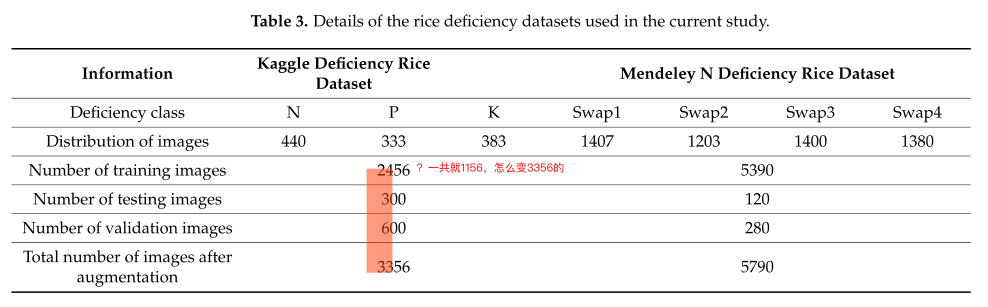 Table 3. Details of the rice deficiency datasets used in the current study.
Information Kaggle Deficiency Rice Dataset Mendeley N Deficiency Rice Dataset
Deficiency class N P K Swap1 Swap2 Swap3 Swap4
Distribution of images 440 333 383 1407 1203 1400 1380
Number of training images 2456 ？一共就1156，怎么变3356的 5390
Number of testing images 300 120
Number of validation images 600 280
Total number of images after augmentation 3356 5790